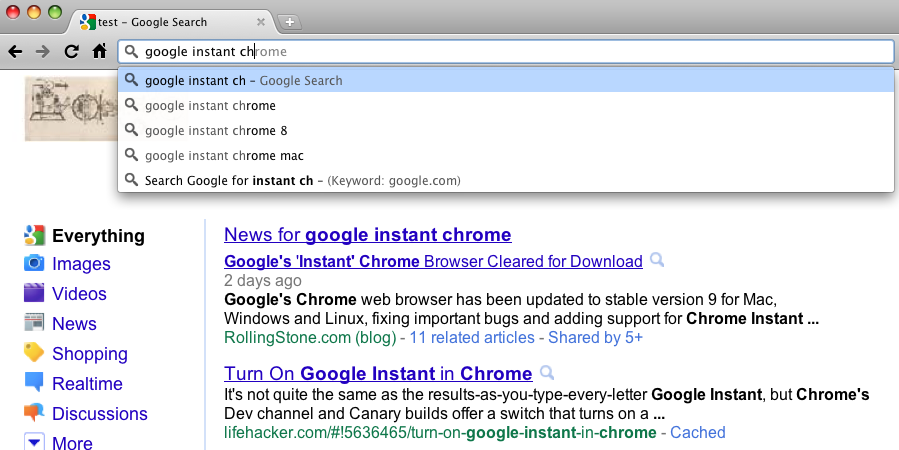 test - Google Search
google instant chrome
google instant ch - Google Search
google instant chrome
google instant chrome 8
google instant chrome mac
Search Google for instant ch - (Keyword: google.com)
Everything
Images
Videos
News
Shopping
Realtime
Discussions
More
News for google instant chrome
Google's 'Instant' Chrome Browser Cleared for Download
2 days ago
Google's Chrome web browser has been updated to stable version 9 for Mac,
Windows and Linux, fixing important bugs and adding support for Chrome Instant ...
RollingStone.com (blog) - 11 related articles - Shared by 5+
Turn On Google Instant in Chrome
It's not quite the same as the results-as-you-type-every-letter Google Instant, but Chrome's
Dev channel and Canary builds offer a switch that turns on a ...
lifehacker.com/#!5636465/turn-on-google-instant-in-chrome - Cached